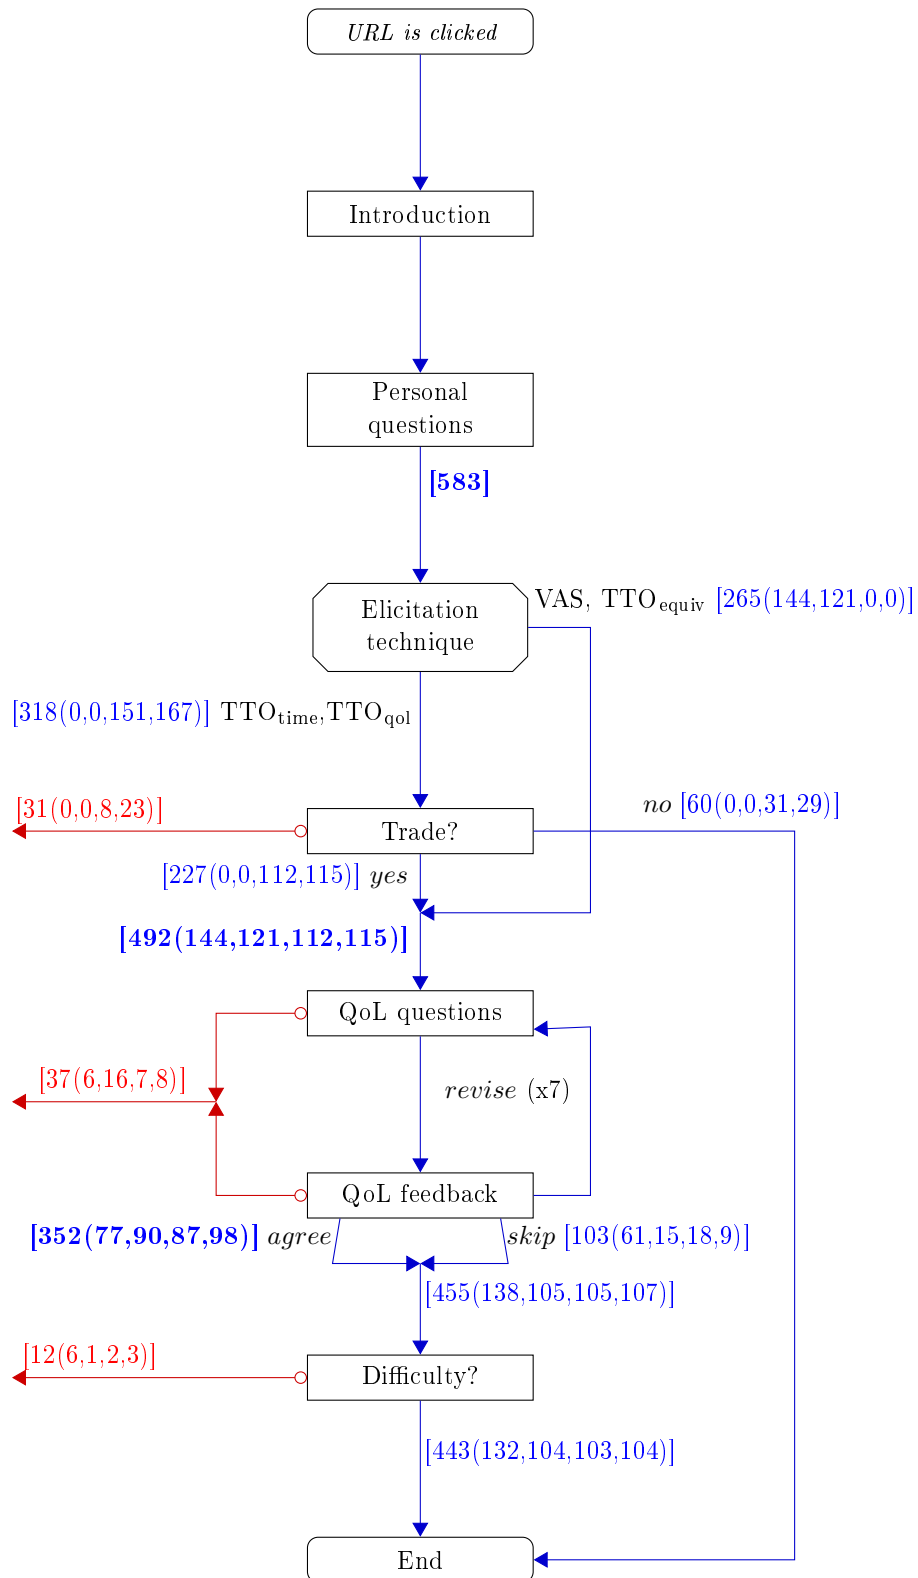 URL is clicked
Introduction
Personal
questions
[583]
Elicitation
technique
VAS, TTOequiv [265(144,121,0,0)]
[318(0,0,151,167)] TTOtime,TTOqol
[31(0,0,8,23)]
Trade?
no [60(0,0,31,29)]
[227(0,0,112,115)] yes
[492(144,121,112,115)]
QoL questions
[37(6,16,7,8)]
revise (x7)
QoL feedback
[352(77,90,87,98)] agree
skip [103(61,15,18,9)]
[455(138,105,105,107)]
[12(6,1,2,3)]
Difficulty?
[443(132,104,103,104)]
End